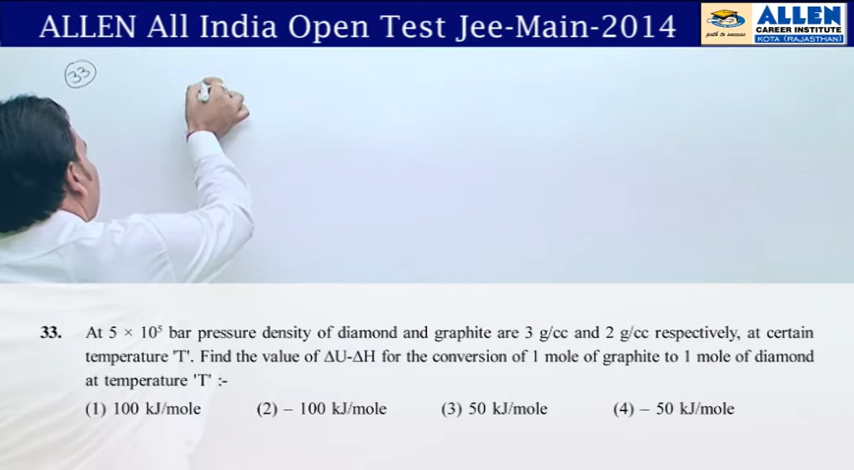 ALLEN All India Open Test Jee-Main-2014
path to success
ALLEN
CAREER INSTITUTE
KOTA (RAJASTHAN)
33
33. At 5 × 10⁵ bar pressure density of diamond and graphite are 3 g/cc and 2 g/cc respectively, at certain
temperature 'T'. Find the value of ΔU-ΔH for the conversion of 1 mole of graphite to 1 mole of diamond
at temperature 'T' :-
(1) 100 kJ/mole (2) – 100 kJ/mole (3) 50 kJ/mole (4) – 50 kJ/mole